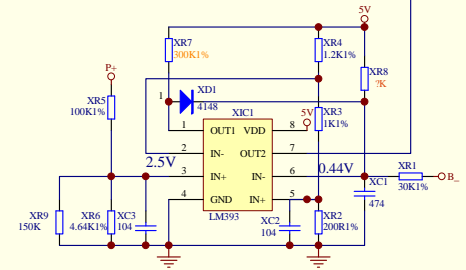 5V
XR7
300K1%
XR4
1.2K1%
XR8
?K
P+
XR5
100K1%
1
XD1
4148
5V
XR3
1K1%
XIC1
1 OUT1 VDD 8
2 IN- OUT2 7
2.5V
3 IN+ IN- 6
0.44V
4 GND IN+ 5
LM393
XR1
30K1%
B_
XC1
474
XR9
150K
XR6
4.64K1%
XC3
104
XC2
104
XR2
200R1%